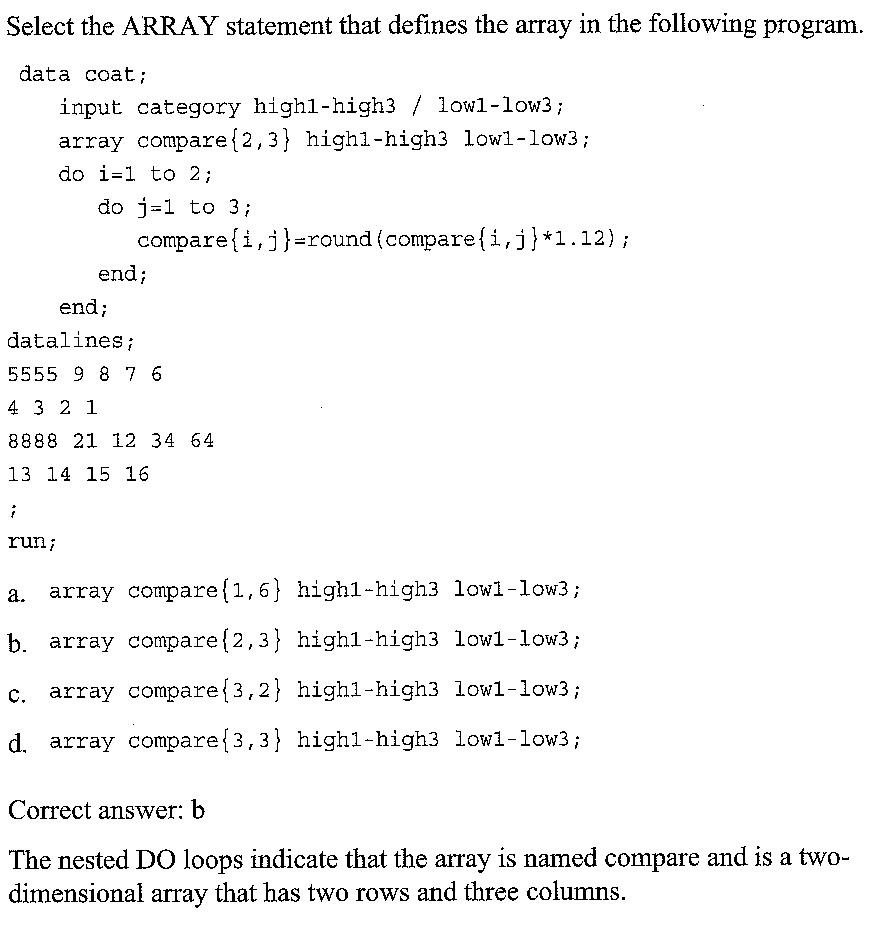 Select the ARRAY statement that defines the array in the following program.
data coat;
input category high1-high3 / low1-low3;
array compare{2,3} high1-high3 low1-low3;
do i=1 to 2;
do j=1 to 3;
compare{i,j}=round(compare{i,j}*1.12);
end;
end;
datalines;
5555 9 8 7 6
4 3 2 1
8888 21 12 34 64
13 14 15 16
;
run;
a. array compare{1,6} high1-high3 low1-low3;
b. array compare{2,3} high1-high3 low1-low3;
c. array compare{3,2} high1-high3 low1-low3;
d. array compare{3,3} high1-high3 low1-low3;
Correct answer: b
The nested DO loops indicate that the array is named compare and is a two-
dimensional array that has two rows and three columns.